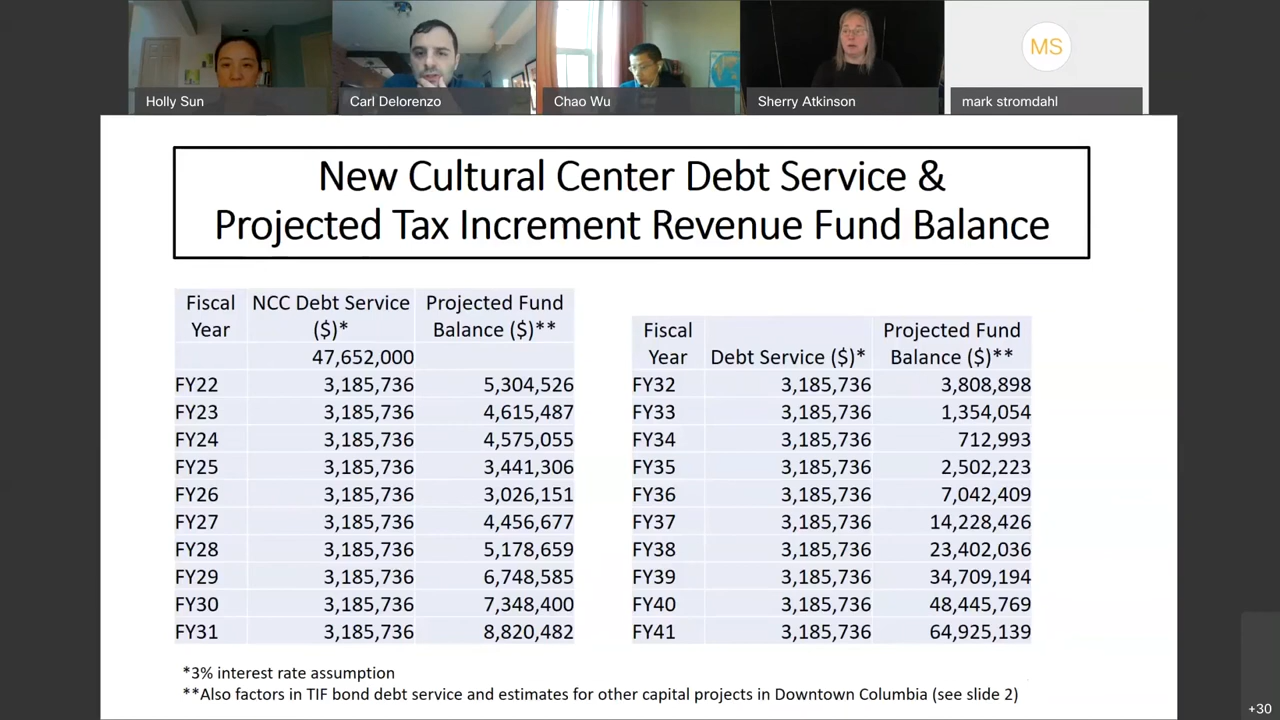 MS
Holly Sun
Carl Delorenzo
Chao Wu
Sherry Atkinson
mark stromdahl
New Cultural Center Debt Service &
Projected Tax Increment Revenue Fund Balance
Fiscal Year NCC Debt Service ($)* Projected Fund Balance ($)**
47,652,000
FY22 3,185,736 5,304,526
FY23 3,185,736 4,615,487
FY24 3,185,736 4,575,055
FY25 3,185,736 3,441,306
FY26 3,185,736 3,026,151
FY27 3,185,736 4,456,677
FY28 3,185,736 5,178,659
FY29 3,185,736 6,748,585
FY30 3,185,736 7,348,400
FY31 3,185,736 8,820,482
Fiscal Year Debt Service ($)* Projected Fund Balance ($)**
FY32 3,185,736 3,808,898
FY33 3,185,736 1,354,054
FY34 3,185,736 712,993
FY35 3,185,736 2,502,223
FY36 3,185,736 7,042,409
FY37 3,185,736 14,228,426
FY38 3,185,736 23,402,036
FY39 3,185,736 34,709,194
FY40 3,185,736 48,445,769
FY41 3,185,736 64,925,139
*3% interest rate assumption
**Also factors in TIF bond debt service and estimates for other capital projects in Downtown Columbia (see slide 2)
+30